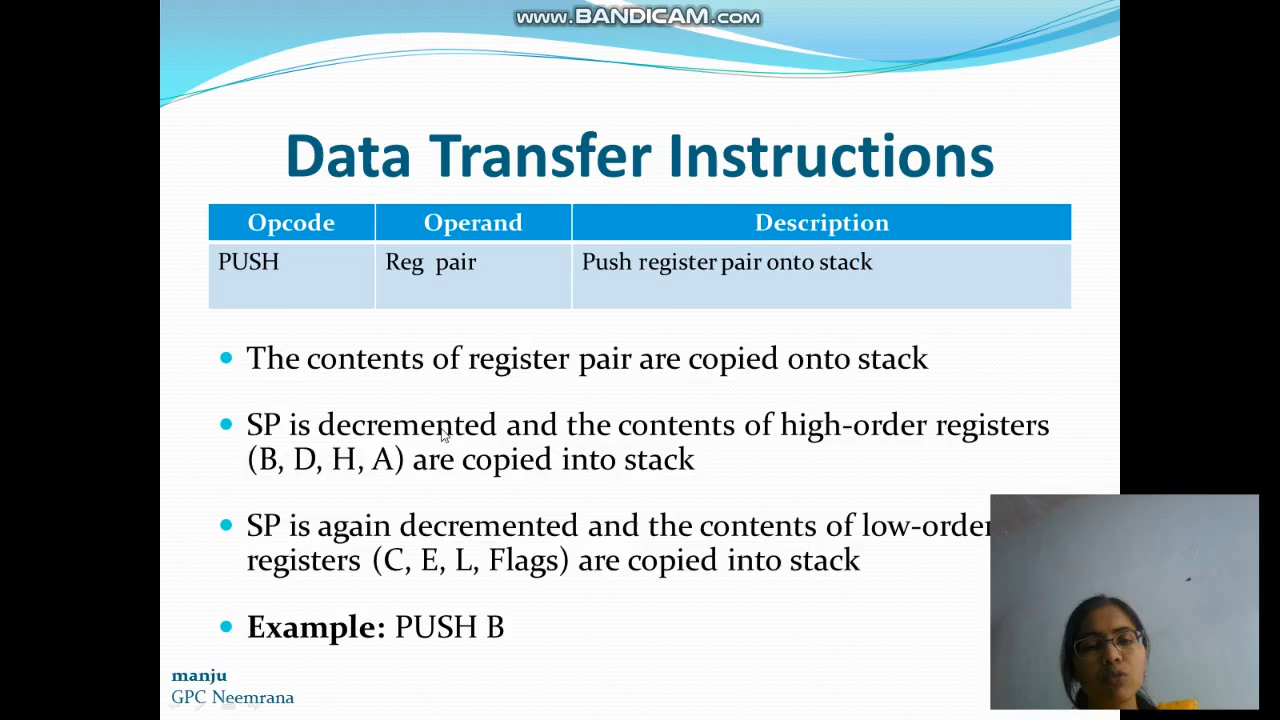 www.BANDICAM.com
Data Transfer Instructions
Opcode Operand Description
PUSH Reg pair Push register pair onto stack
• The contents of register pair are copied onto stack
• SP is decremented and the contents of high-order registers
(B, D, H, A) are copied into stack
• SP is again decremented and the contents of low-order
registers (C, E, L, Flags) are copied into stack
• Example: PUSH B
manju
GPC Neemrana